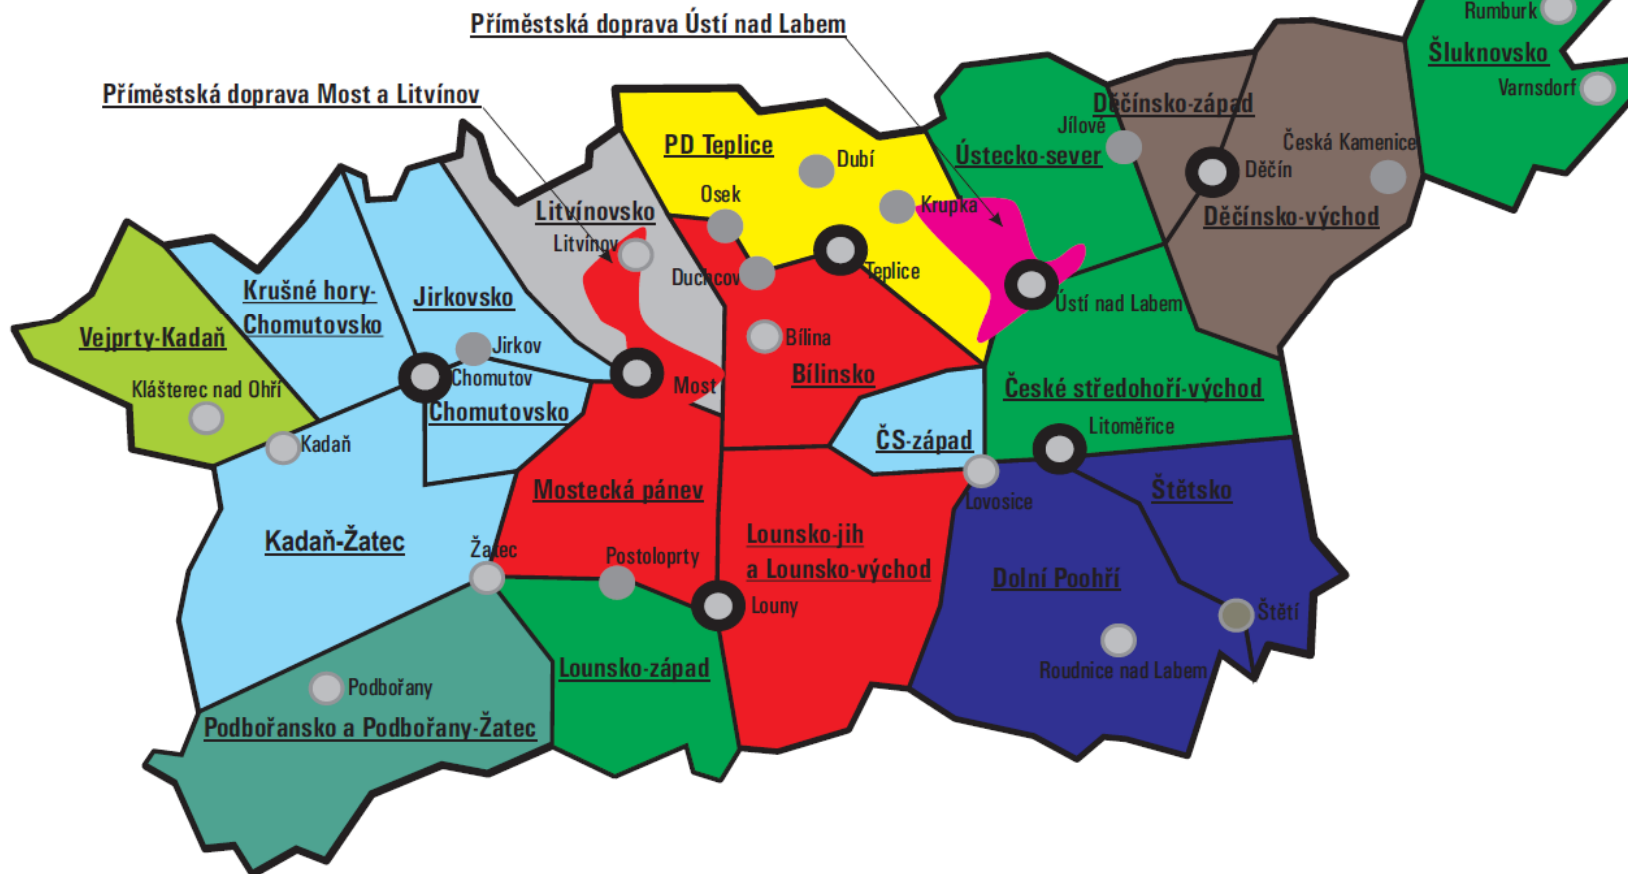 Rumburk
Příměstská doprava Ústí nad Labem
Šluknovsko
Varnsdorf
Příměstská doprava Most a Litvínov
Děčínsko-západ
Jílové
PD Teplice
Dubí
Ústecko-sever
Česká Kamenice
Děčín
Osek
Krupka
Litvínovsko
Děčínsko-východ
Litvínov
Duchcov
Teplice
Krušné hory-
Chomutovsko
Jirkovsko
Ústí nad Labem
Vejprty-Kadaň
Jirkov
Bílina
Klášterec nad Ohří
Chomutov
Most
Bílinsko
České středohoří-východ
Chomutovsko
Kadaň
ČS-západ
Litoměřice
Mostecká pánev
Lovosice
Štětsko
Kadaň-Žatec
Žatec
Postoloprty
Lounsko-jih
a Lounsko-východ
Dolní Poohří
Louny
Štětí
Lounsko-západ
Roudnice nad Labem
Podbořany
Podbořansko a Podbořany-Žatec